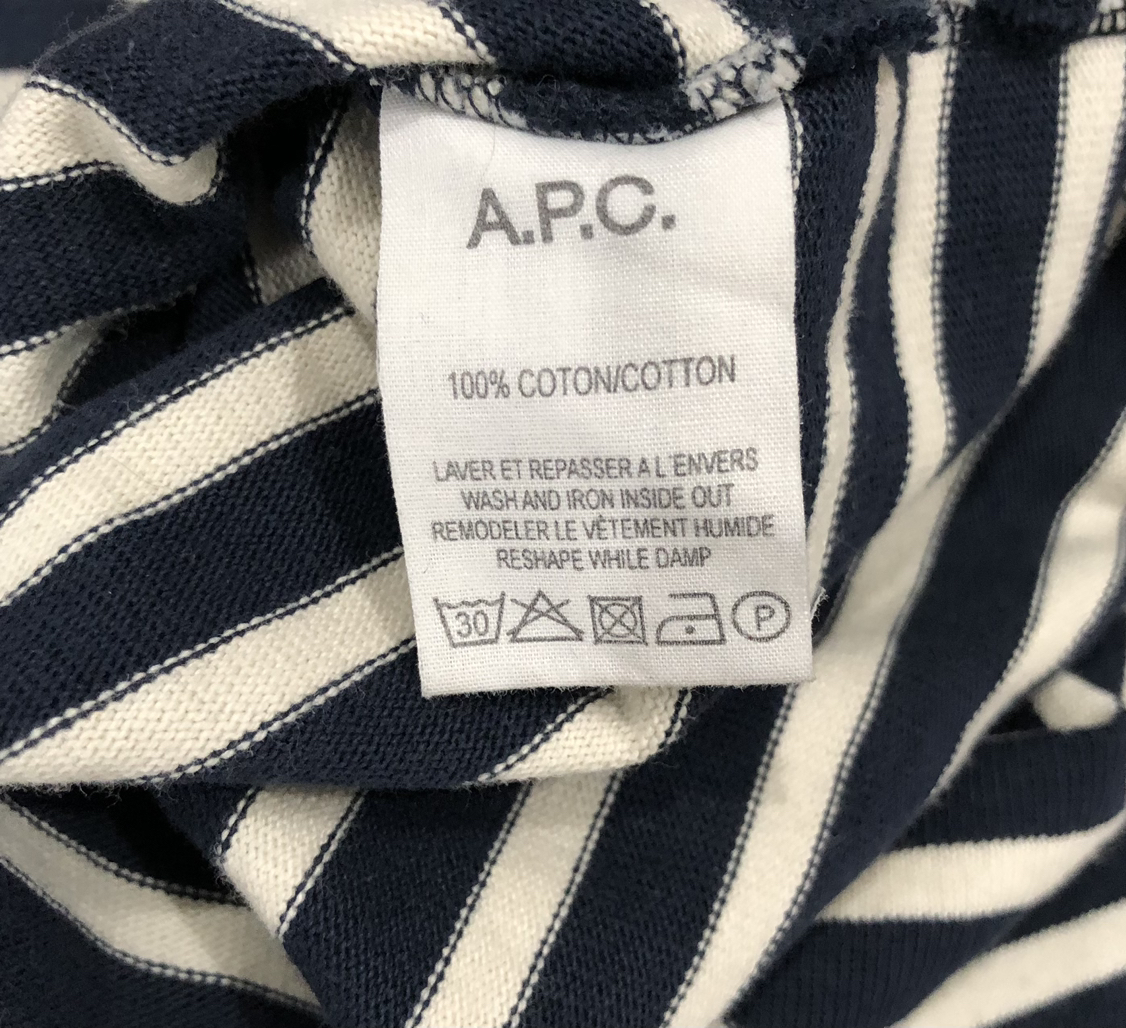 A.P.C.
100% COTON/COTTON
LAVER ET REPASSER A L'ENVERS
WASH AND IRON INSIDE OUT
REMODELER LE VÊTEMENT HUMIDE
RESHAPE WHILE DAMP
30 P